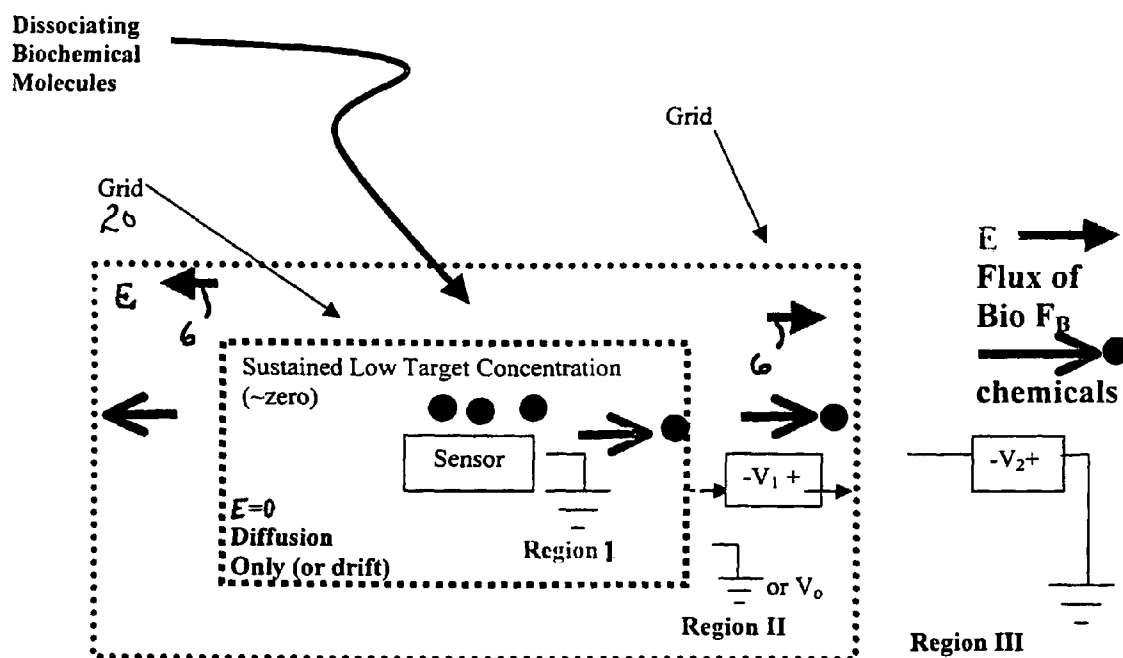 Dissociating
Biochemical
Molecules
Grid
Grid
20
E
6
6
E
Flux of
Bio F_B
chemicals
Sustained Low Target Concentration
(~zero)
Sensor
-V₁ +
-V₂+
E=0
Diffusion
Only (or drift)
Region 1
or Vₒ
Region II
Region III